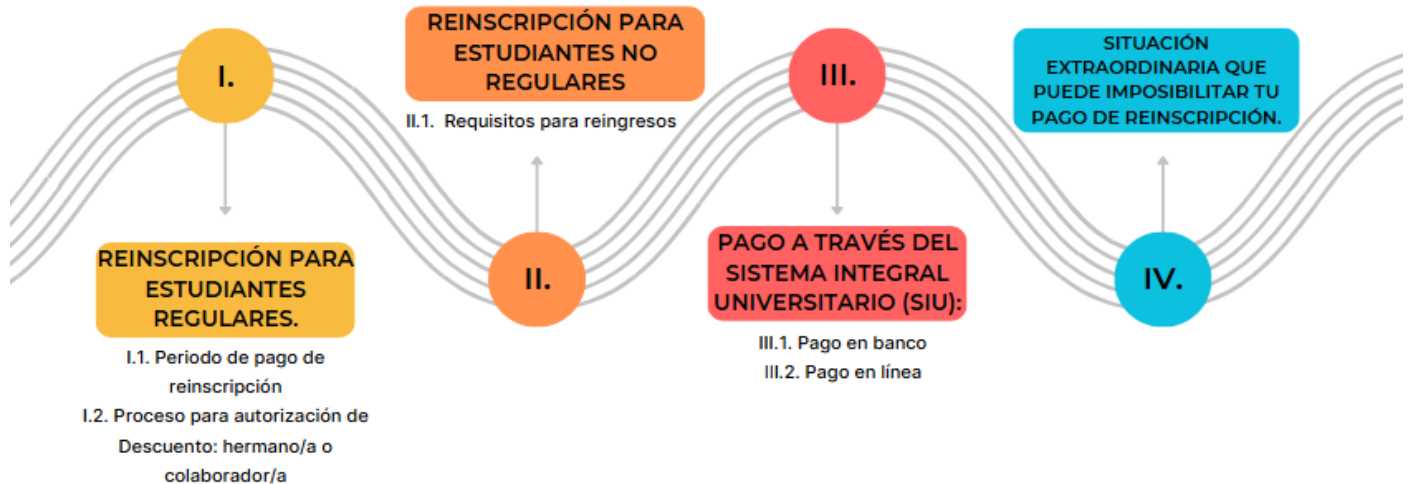 I.
REINSCRIPCIÓN PARA
ESTUDIANTES
REGULARES.
I.1. Periodo de pago de
reinscripción
I.2. Proceso para autorización de
Descuento: hermano/a o
colaborador/a
REINSCRIPCIÓN PARA
ESTUDIANTES NO
REGULARES
II.1. Requisitos para reingresos
II.
III.
PAGO A TRAVÉS DEL
SISTEMA INTEGRAL
UNIVERSITARIO (SIU):
III.1. Pago en banco
III.2. Pago en línea
SITUACIÓN
EXTRAORDINARIA QUE
PUEDE IMPOSIBILITAR TU
PAGO DE REINSCRIPCIÓN.
IV.